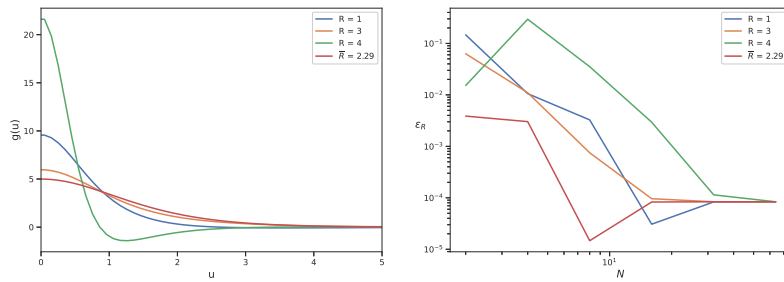 R = 1
R = 3
R = 4
R̅ = 2.29
20
15
10
5
0
g(u)
0
1
2
3
4
5
u
R = 1
R = 3
R = 4
R̅ = 2.29
10⁻¹
10⁻²
10⁻³
10⁻⁴
10⁻⁵
ε_R
10¹
N